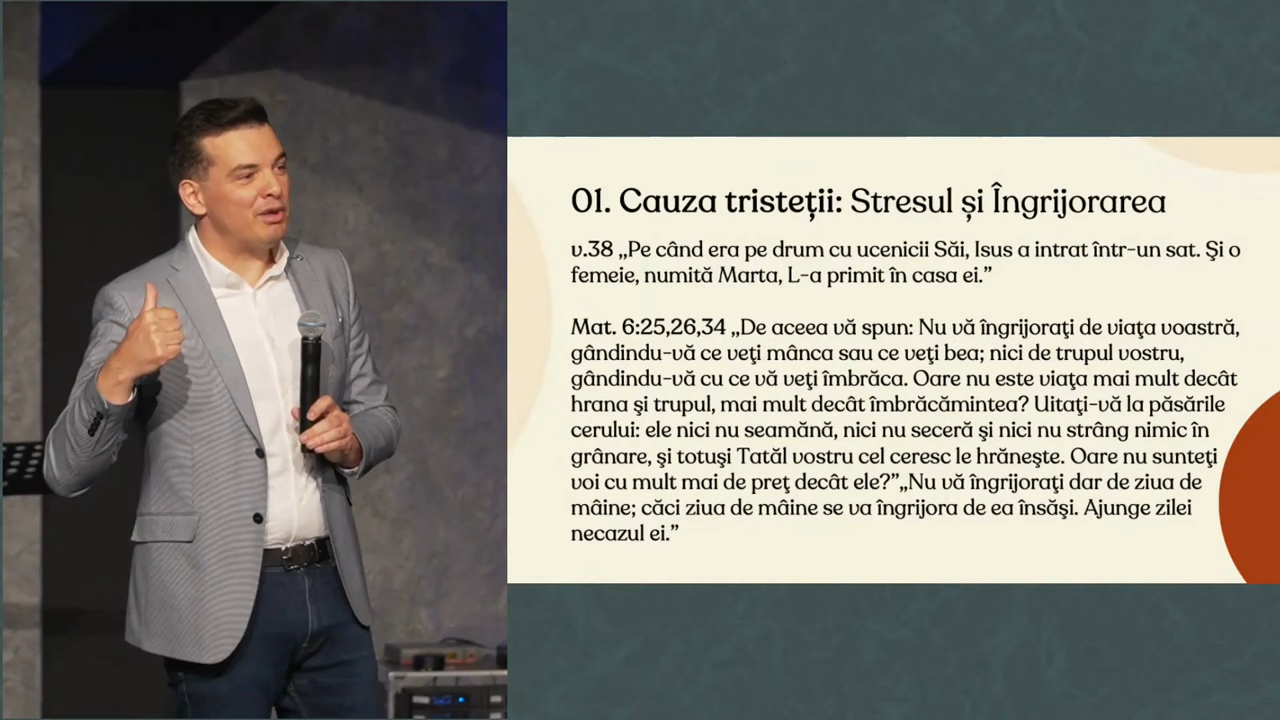 01. Cauza tristeții: Stresul și Îngrijorarea
v.38 „Pe când era pe drum cu ucenicii Săi, Isus a intrat într-un sat. Şi o
femeie, numită Marta, L-a primit în casa ei.”
Mat. 6:25,26,34 „De aceea vă spun: Nu vă îngrijoraţi de viaţa voastră,
gândindu-vă ce veţi mânca sau ce veţi bea; nici de trupul vostru,
gândindu-vă cu ce vă veţi îmbrăca. Oare nu este viaţa mai mult decât
hrana şi trupul, mai mult decât îmbrăcămintea? Uitaţi-vă la păsările
cerului: ele nici nu seamănă, nici nu seceră şi nici nu strâng nimic în
grânare, şi totuşi Tatăl vostru cel ceresc le hrăneşte. Oare nu sunteţi
voi cu mult mai de preţ decât ele?”„Nu vă îngrijoraţi dar de ziua de
mâine; căci ziua de mâine se va îngrijora de ea însăşi. Ajunge zilei
necazul ei.”